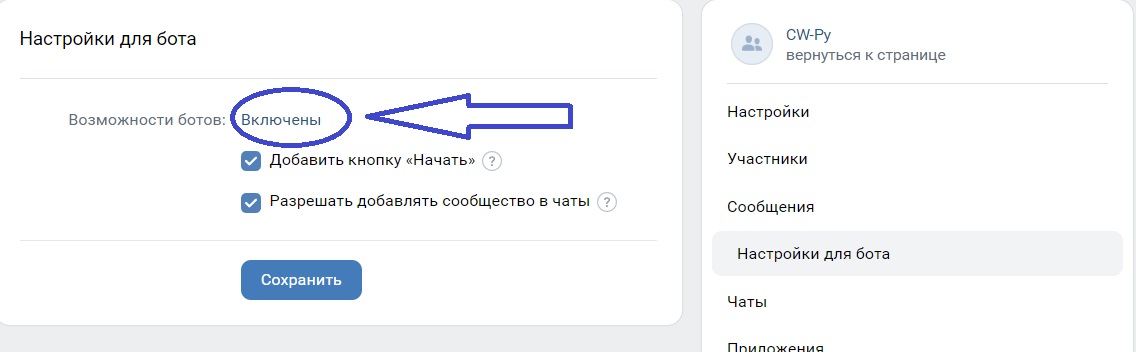 Настройки для бота
Возможности ботов: Включены
Добавить кнопку «Начать» ?
Разрешать добавлять сообщество в чаты ?
Сохранить
CW-Py
вернуться к странице
Настройки
Участники
Сообщения
Настройки для бота
Чаты
Приложения